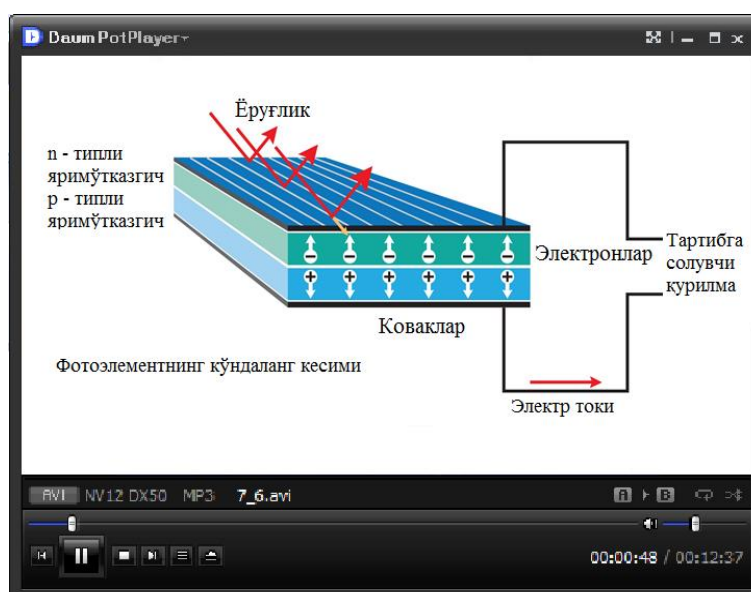 Daum PotPlayer
Ёруғлик
n - типли
яримўтказгич
p - типли
яримўтказгич
Электронлар
Тартибга
солувчи
курилма
Коваклар
Фотоэлементнинг кўндаланг кесими
Электр токи
AVI NV12 DX50 MP3 7_6.avi
A B
00:00:48 / 00:12:37